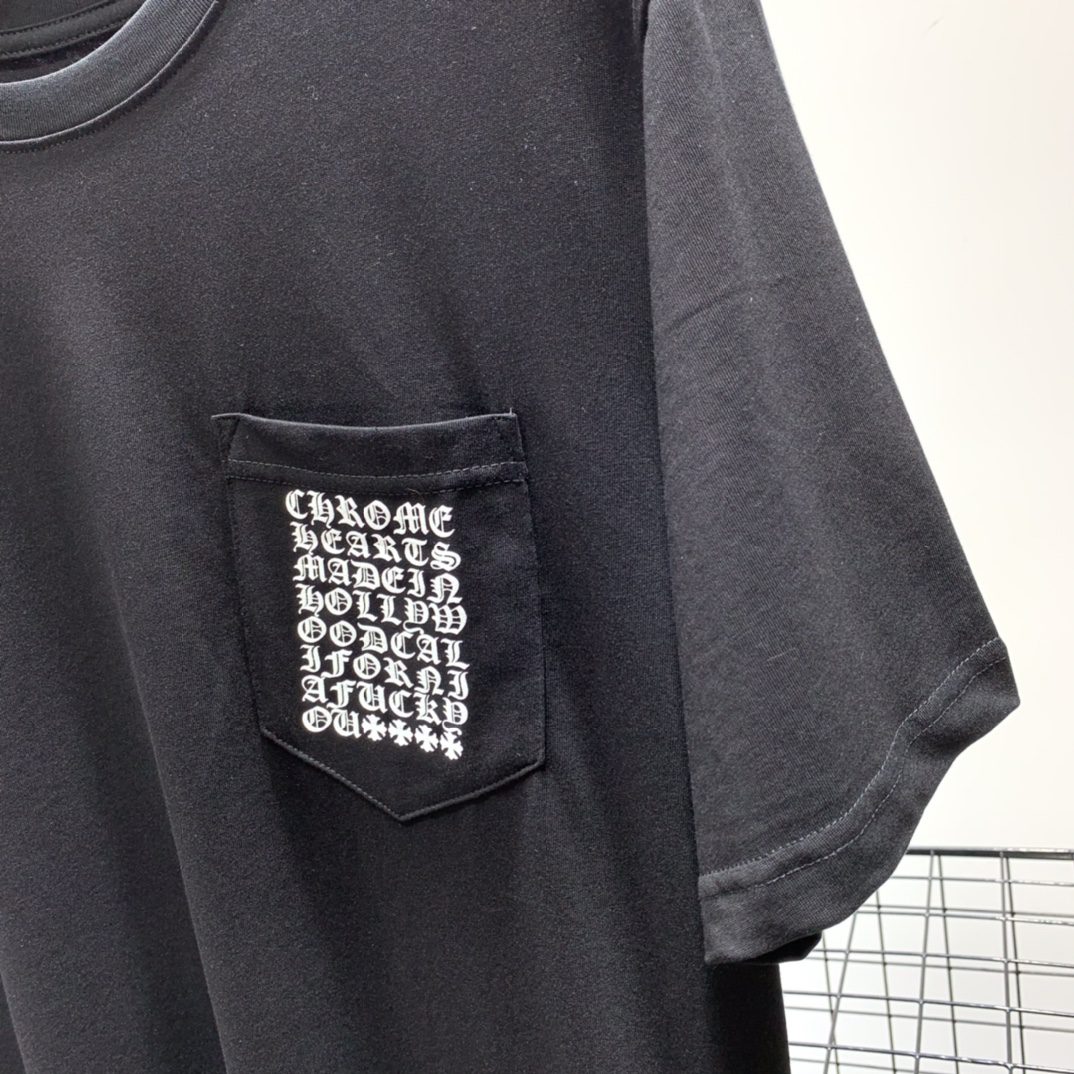 CHROME
HEARTS
MADEIN
HOLLYW
OODCAL
IFORNI
AFUCKY
OU